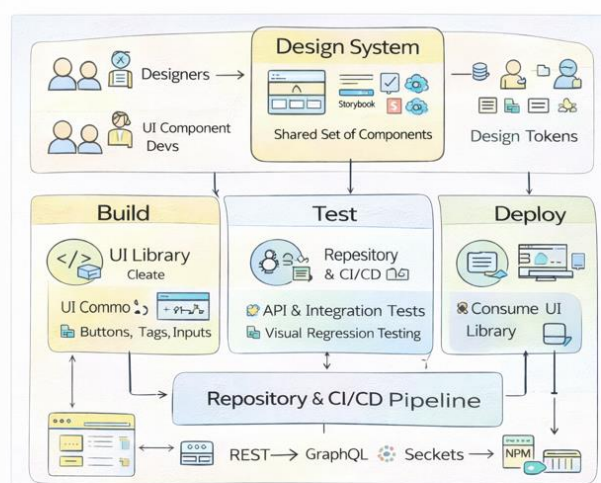 Design System
Designers
Storybook
Shared Set of Components
UI Component
Devs
Design Tokens
Build
</>
UI Library
Cleate
UI Commo
Buttons, Tags, Inputs
Test
Repesitory
& CI/CD
API & Integration Tests
Visual Regression Testing
Deploy
Consume UI
Library
Repository & CI/CD Pipeline
REST
GraphQL
Seckets
NPM